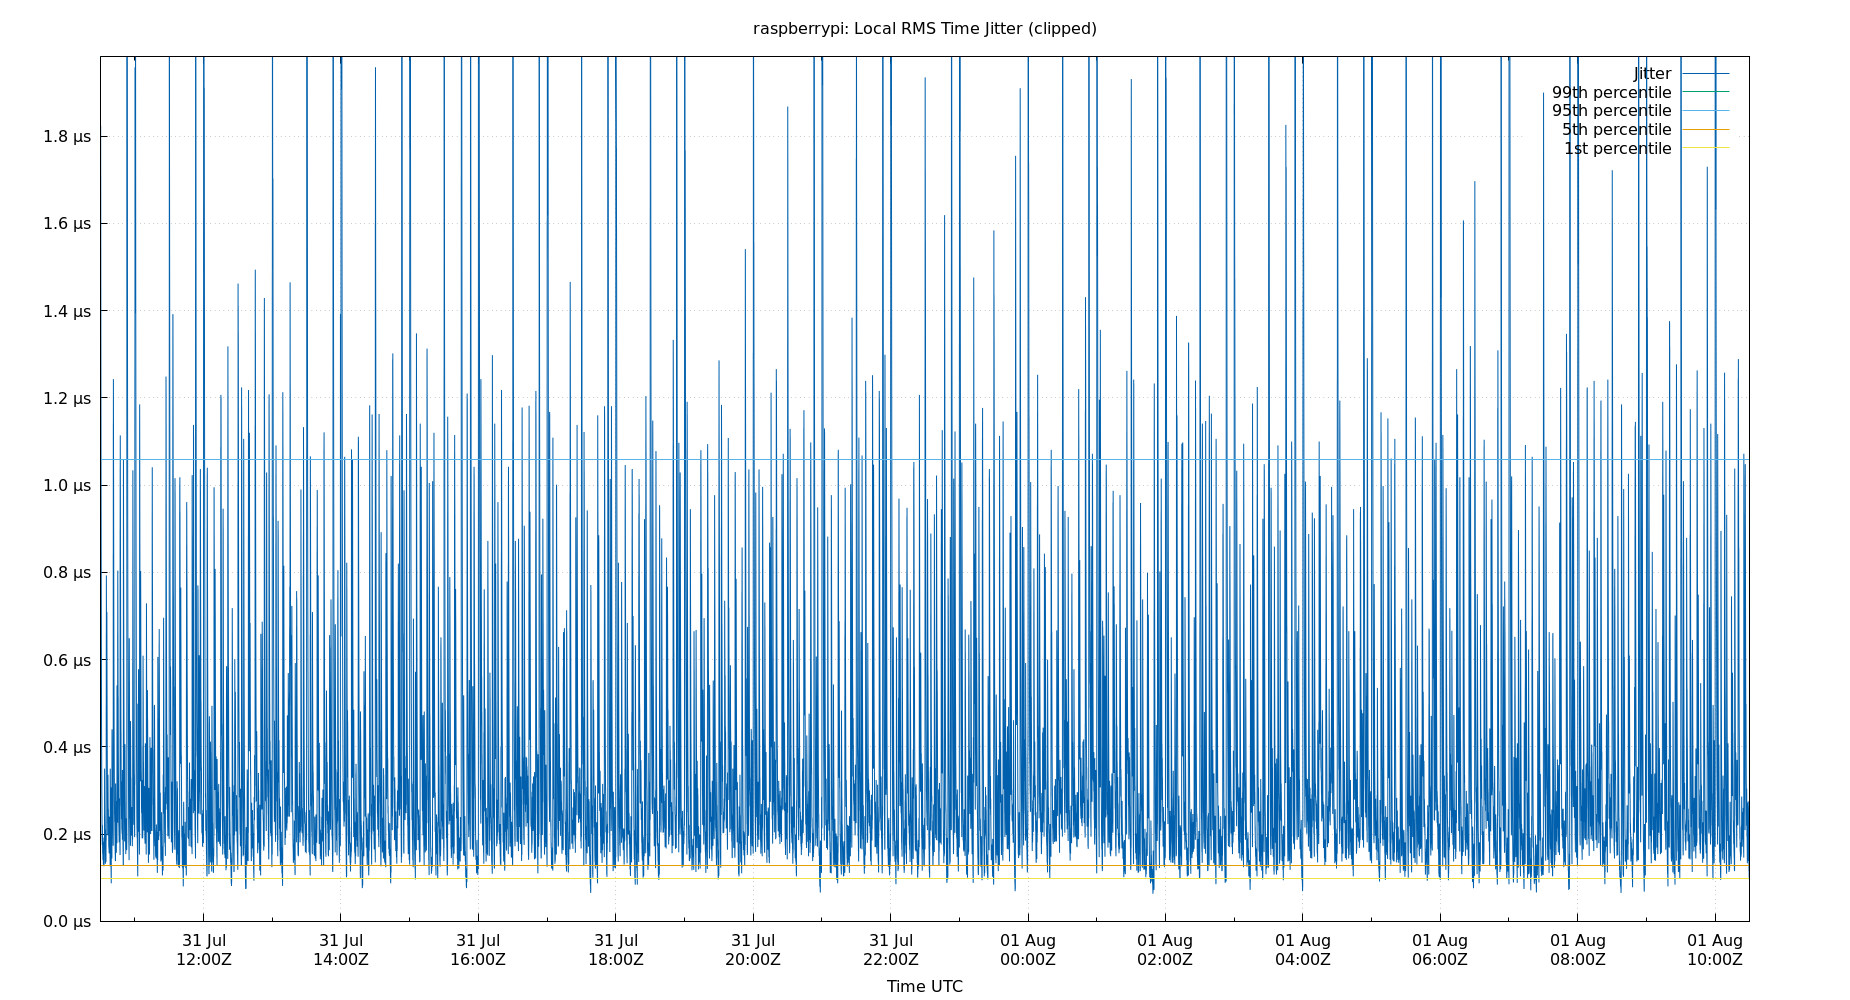 raspberrypi: Local RMS Time Jitter (clipped)
Jitter
99th percentile
95th percentile
5th percentile
1st percentile
1.8 µs
1.6 µs
1.4 µs
1.2 µs
1.0 µs
0.8 µs
0.6 µs
0.4 µs
0.2 µs
0.0 µs
31 Jul 31 Jul 31 Jul 31 Jul 31 Jul 31 Jul 01 Aug 01 Aug 01 Aug 01 Aug 01 Aug 01 Aug
12:00Z 14:00Z 16:00Z 18:00Z 20:00Z 22:00Z 00:00Z 02:00Z 04:00Z 06:00Z 08:00Z 10:00Z
Time UTC